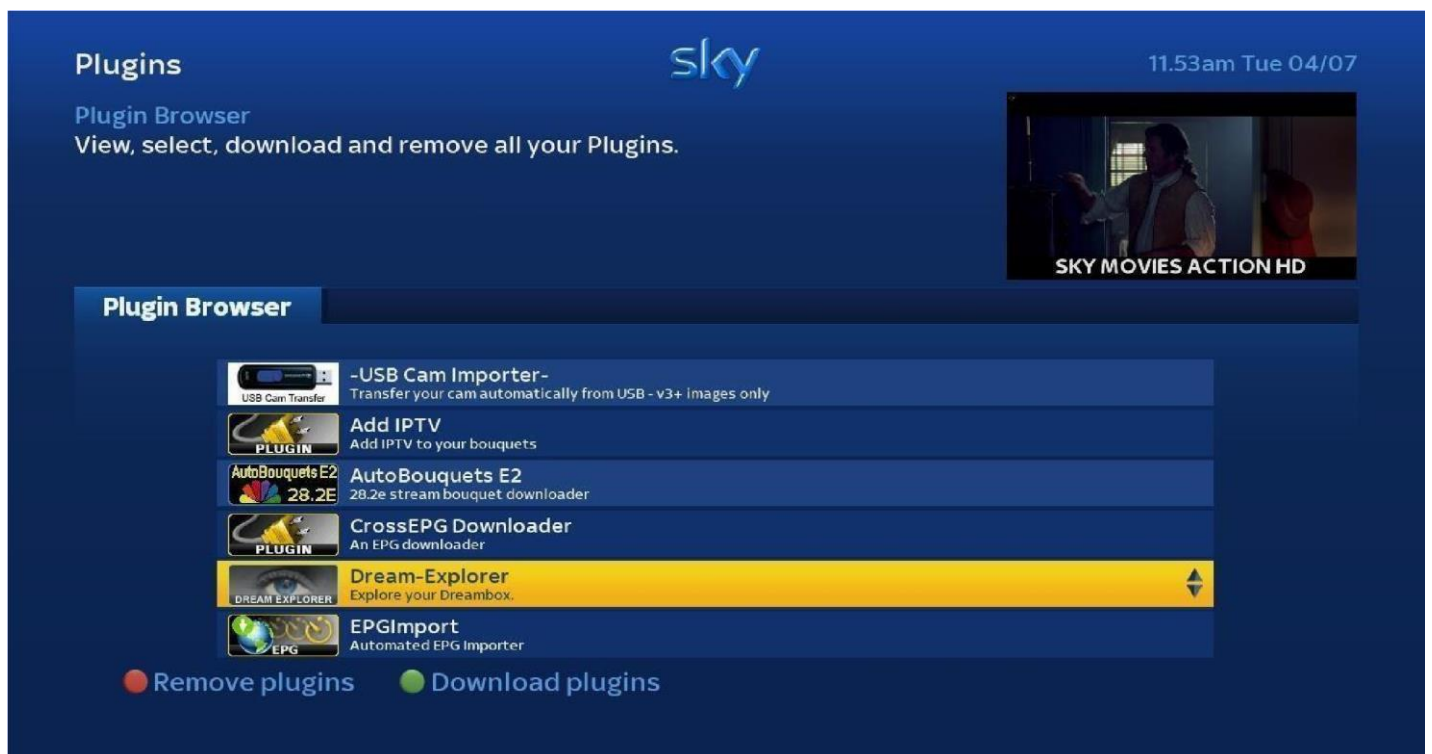 Plugins
sky
11.53am Tue 04/07
Plugin Browser
View, select, download and remove all your Plugins.
SKY MOVIES ACTION HD
Plugin Browser
USB Cam Transfer
-USB Cam Importer-
Transfer your cam automatically from USB - v3+ images only
PLUGIN
Add IPTV
Add IPTV to your bouquets
AutoBouquets E2
28.2E
AutoBouquets E2
28.2e stream bouquet downloader
PLUGIN
CrossEPG Downloader
An EPG downloader
DREAM EXPLORER
Dream-Explorer
Explore your Dreambox.
EPG
EPGImport
Automated EPG Importer
Remove plugins
Download plugins